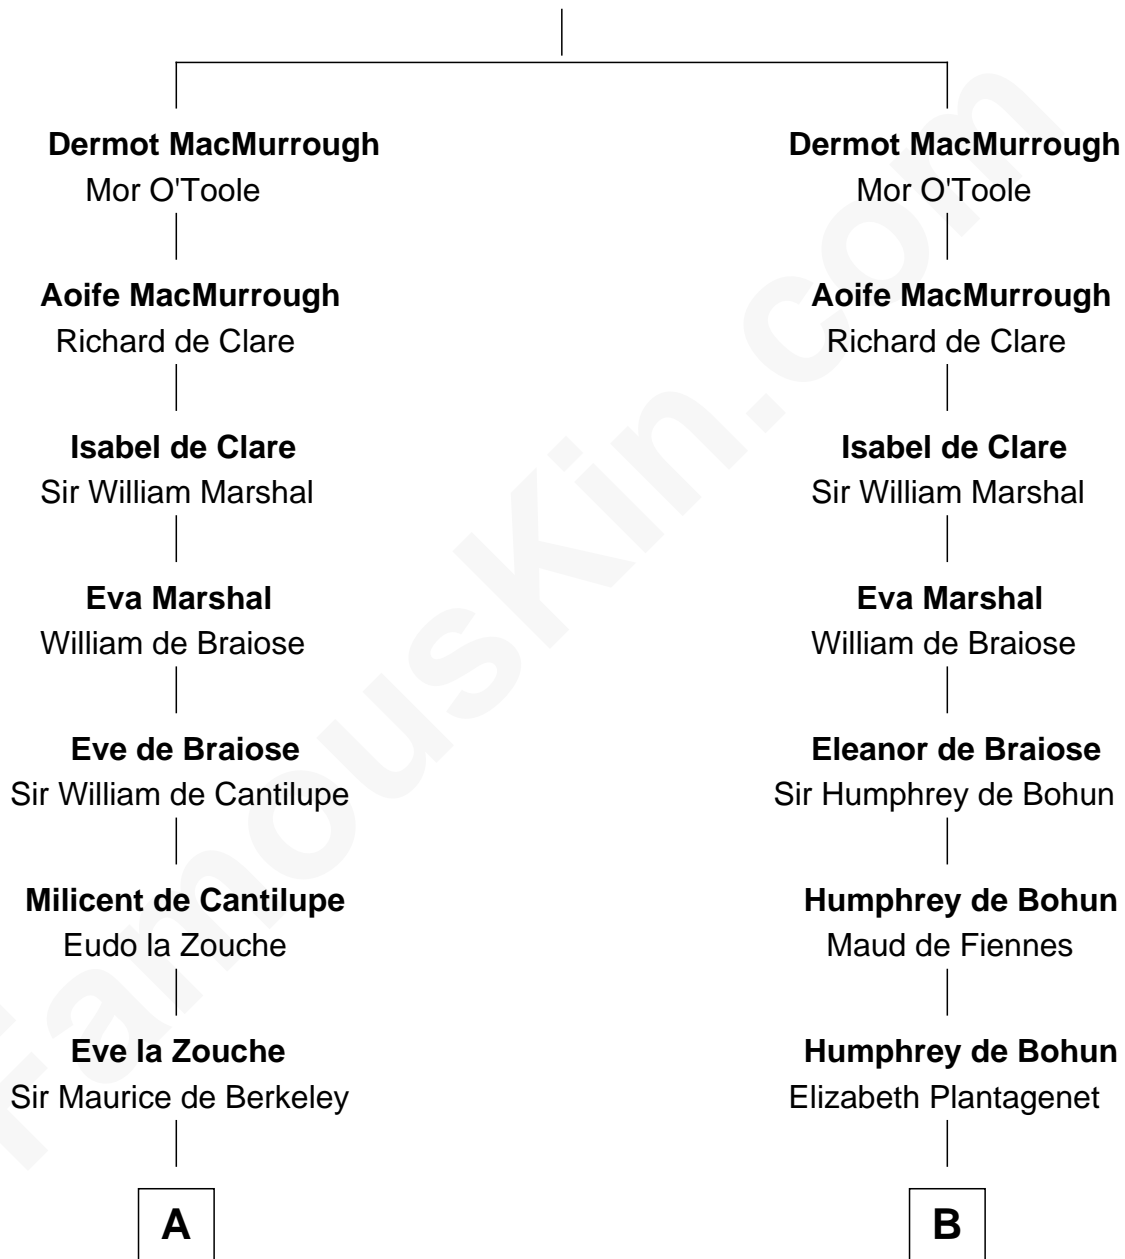 Dermot MacMurrough
Mor O'Toole
Aoife MacMurrough
Richard de Clare
Isabel de Clare
Sir William Marshal
Eva Marshal
William de Braiose
Eve de Braiose
Sir William de Cantilupe
Milicent de Cantilupe
Eudo la Zouche
Eve la Zouche
Sir Maurice de Berkeley
A
Dermot MacMurrough
Mor O'Toole
Aoife MacMurrough
Richard de Clare
Isabel de Clare
Sir William Marshal
Eva Marshal
William de Braiose
Eleanor de Braiose
Sir Humphrey de Bohun
Humphrey de Bohun
Maud de Fiennes
Humphrey de Bohun
Elizabeth Plantagenet
B
FamousKin.com